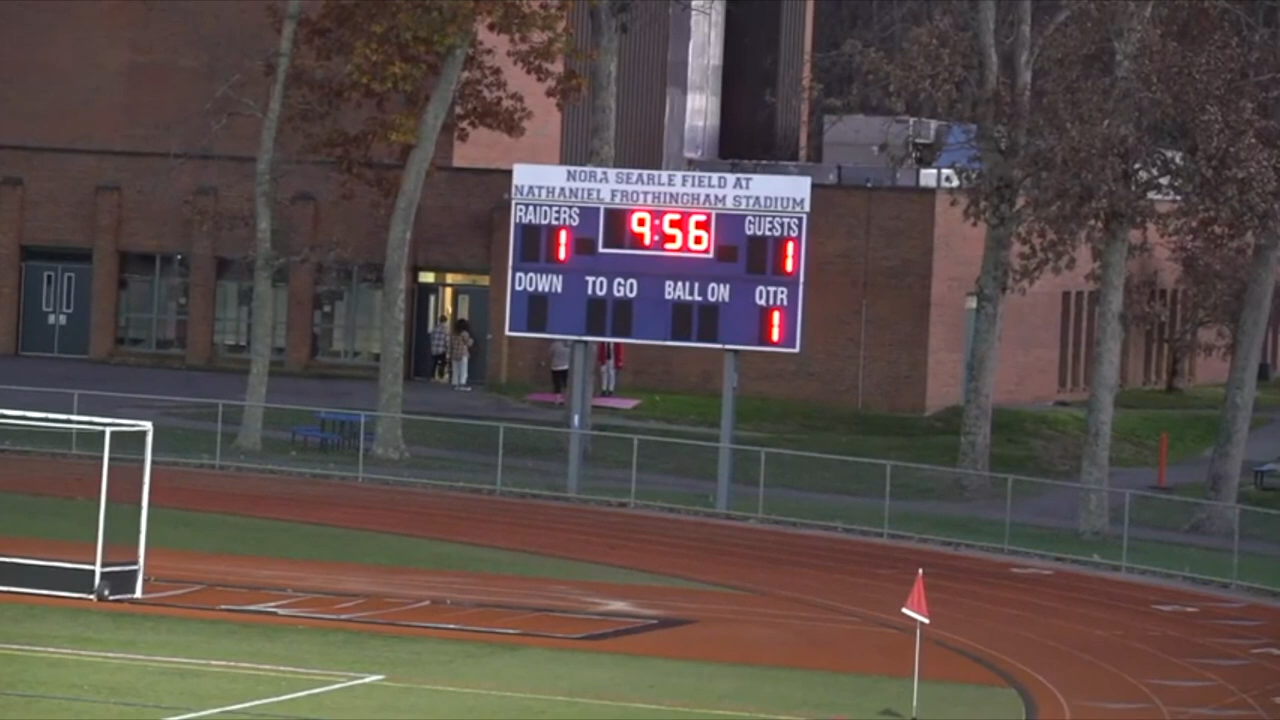 NORA SEARLE FIELD AT
NATHANIEL FROTHINGHAM STADIUM
RAIDERS 9:56 GUESTS
1 1
DOWN TO GO BALL ON QTR
1